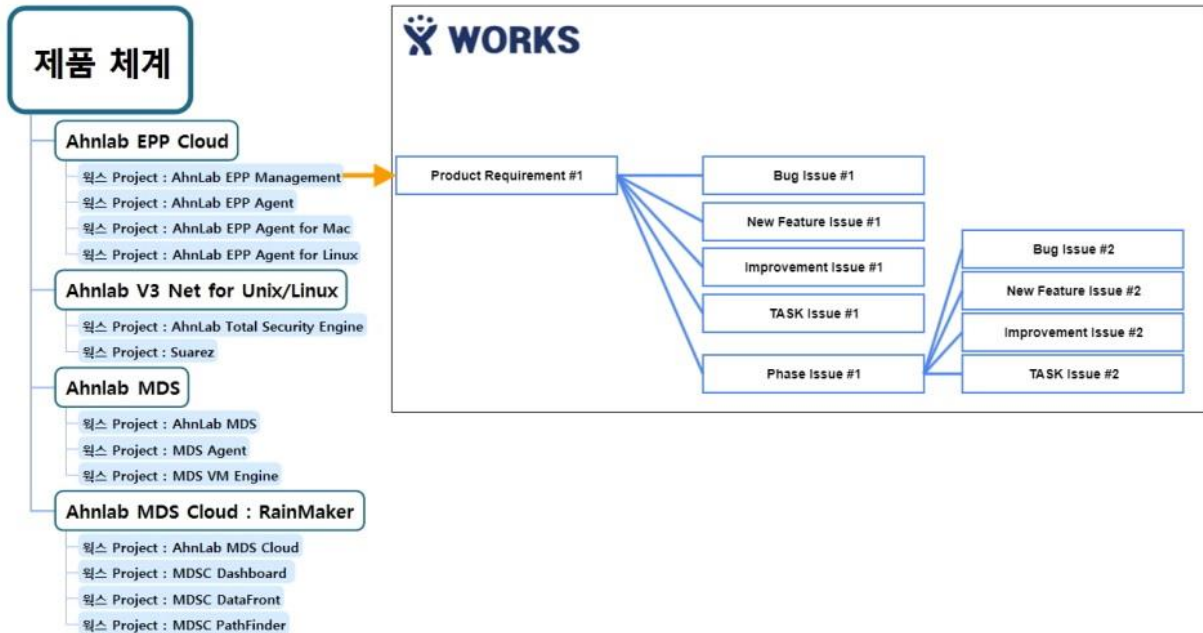 제품 체계
Ahnlab EPP Cloud
웍스 Project : AhnLab EPP Management
웍스 Project : AhnLab EPP Agent
웍스 Project : AhnLab EPP Agent for Mac
웍스 Project : AhnLab EPP Agent for Linux
Ahnlab V3 Net for Unix/Linux
웍스 Project : AhnLab Total Security Engine
웍스 Project : Suarez
Ahnlab MDS
웍스 Project : AhnLab MDS
웍스 Project : MDS Agent
웍스 Project : MDS VM Engine
Ahnlab MDS Cloud : RainMaker
웍스 Project : AhnLab MDS Cloud
웍스 Project : MDSC Dashboard
웍스 Project : MDSC DataFront
웍스 Project : MDSC PathFinder
WORKS
Product Requirement #1
Bug Issue #1
New Feature Issue #1
Improvement Issue #1
TASK Issue #1
Phase Issue #1
Bug Issue #2
New Feature Issue #2
Improvement Issue #2
TASK Issue #2